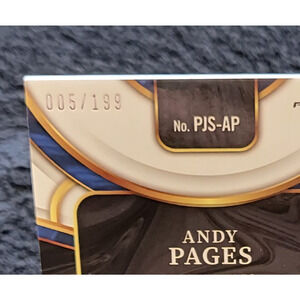 005/199
No. PJS-AP
ANDY
PAGES